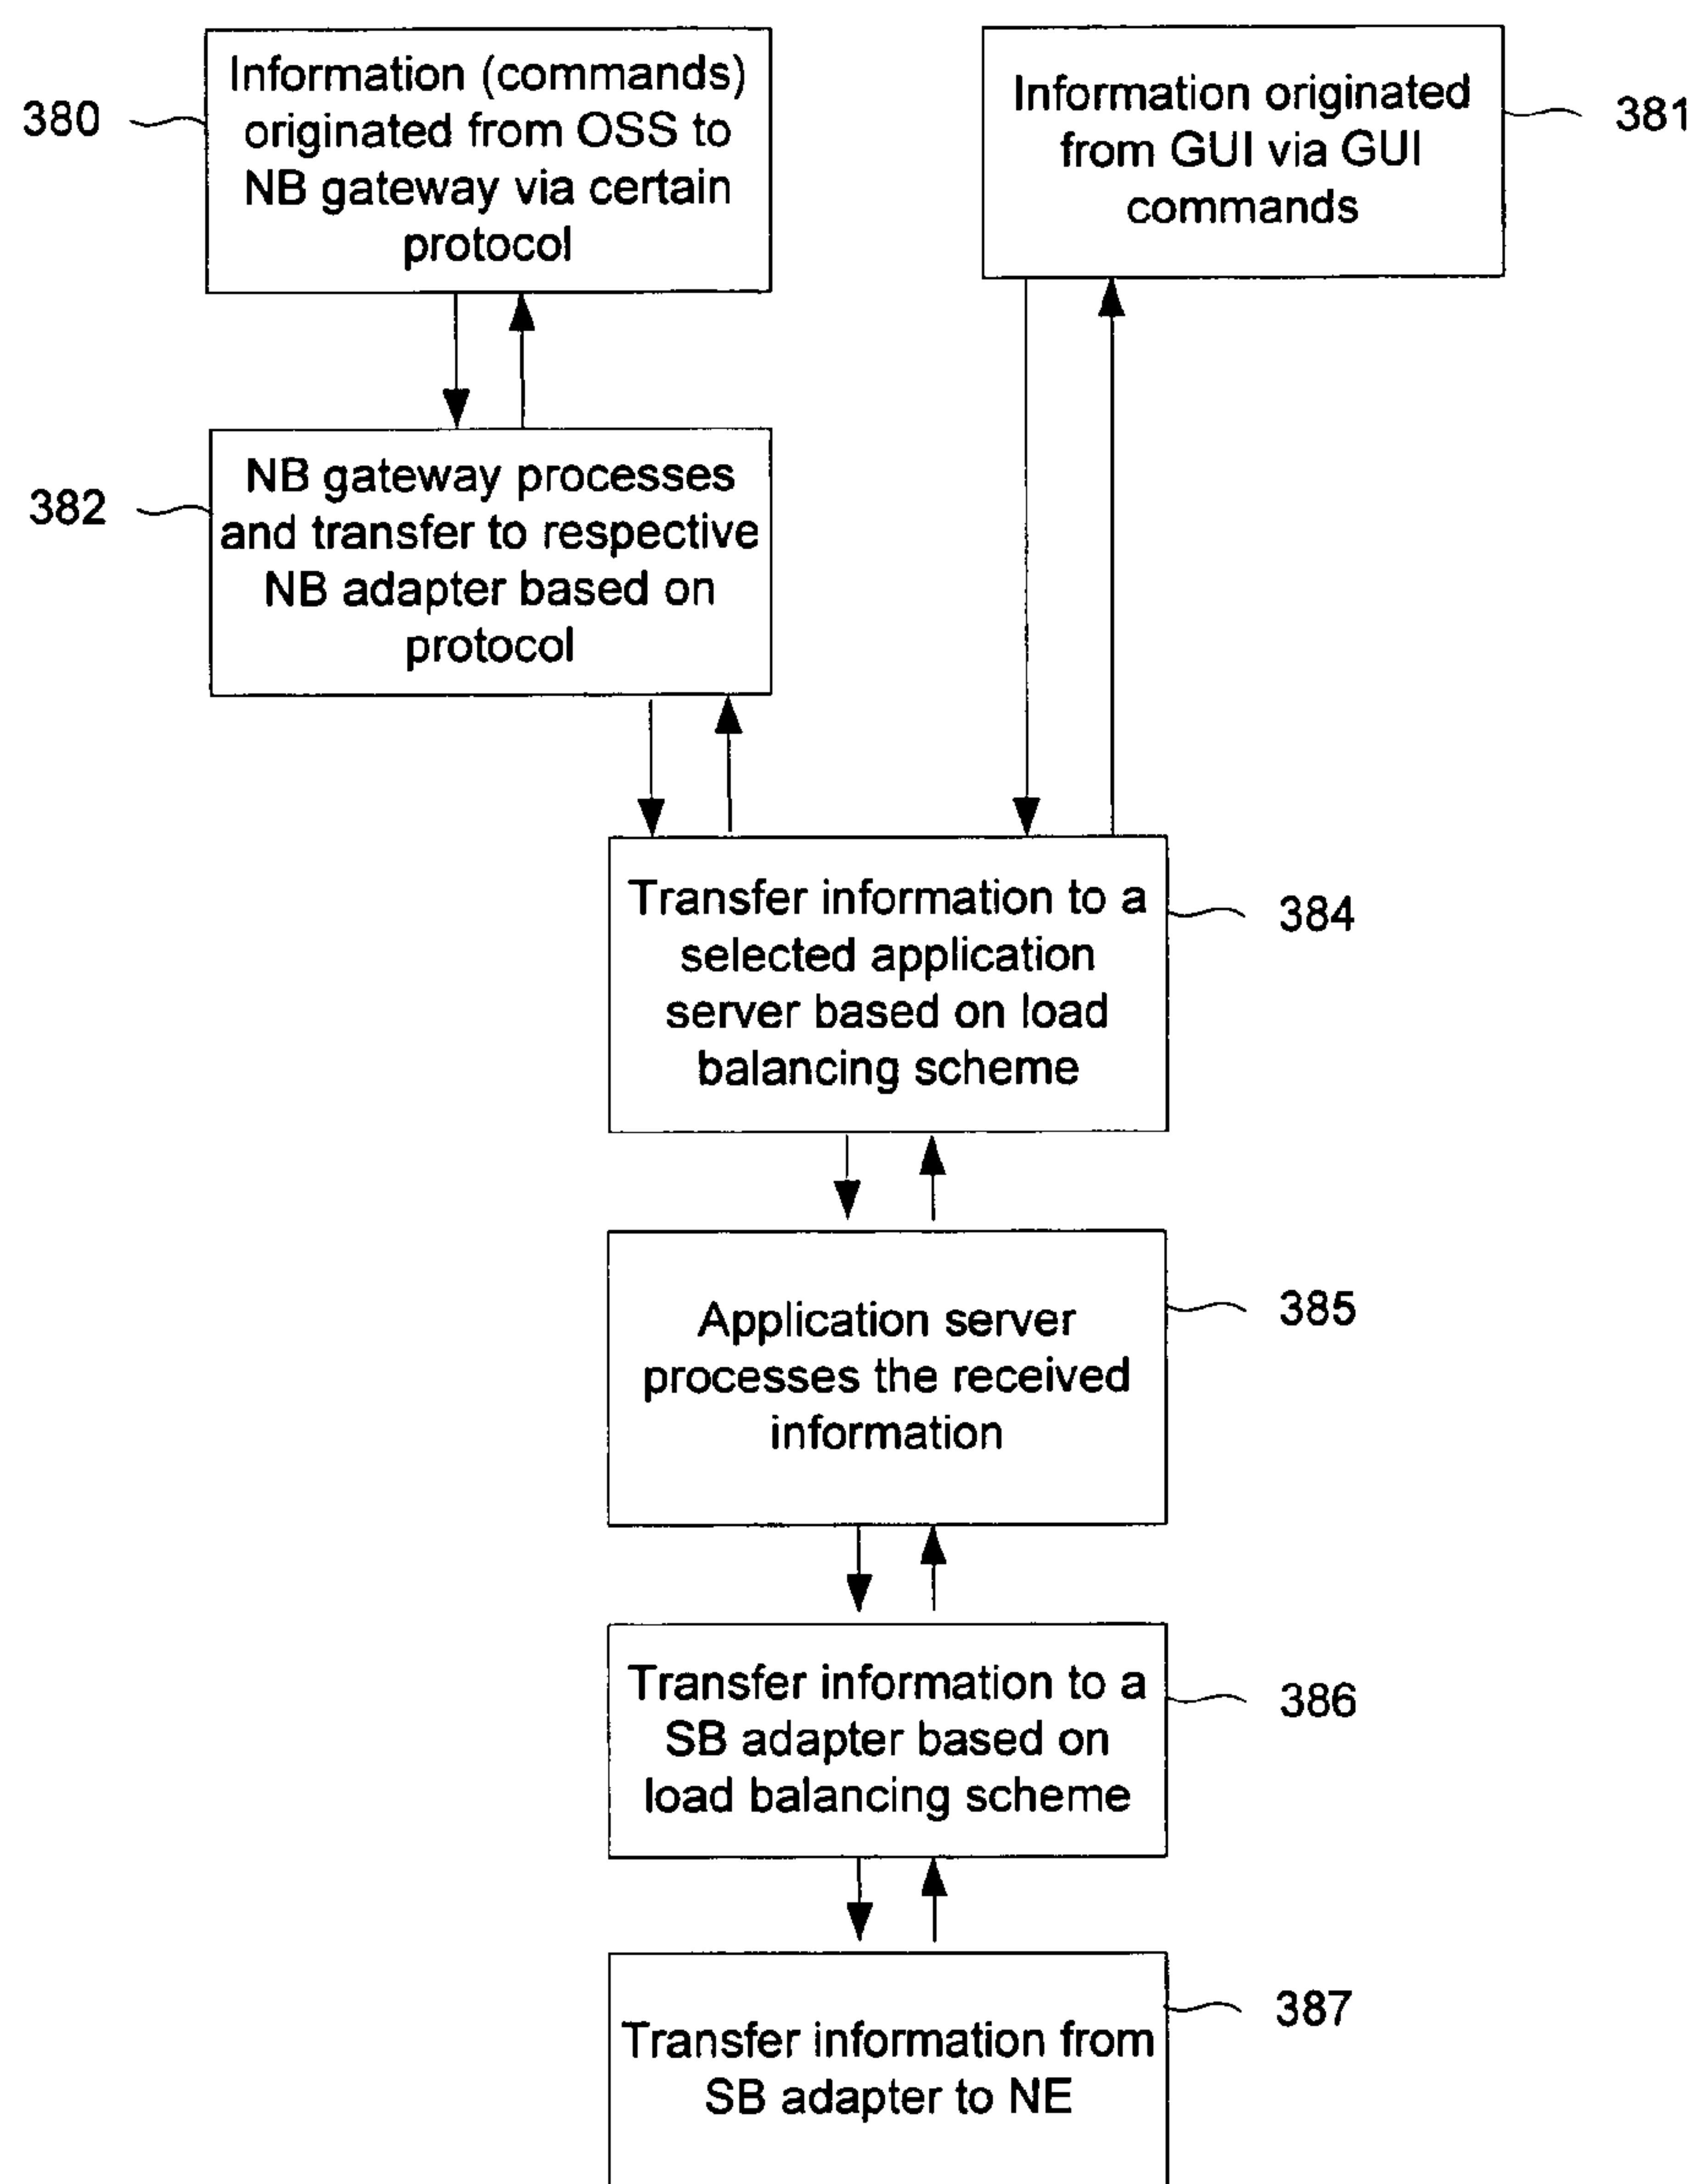 Information (commands)
originated from OSS to
NB gateway via certain
protocol
380
Information originated
from GUI via GUI
commands
381
NB gateway processes
and transfer to respective
NB adapter based on
protocol
382
Transfer information to a
selected application
server based on load
balancing scheme
384
Application server
processes the received
information
385
Transfer information to a
SB adapter based on
load balancing scheme
386
Transfer information from
SB adapter to NE
387